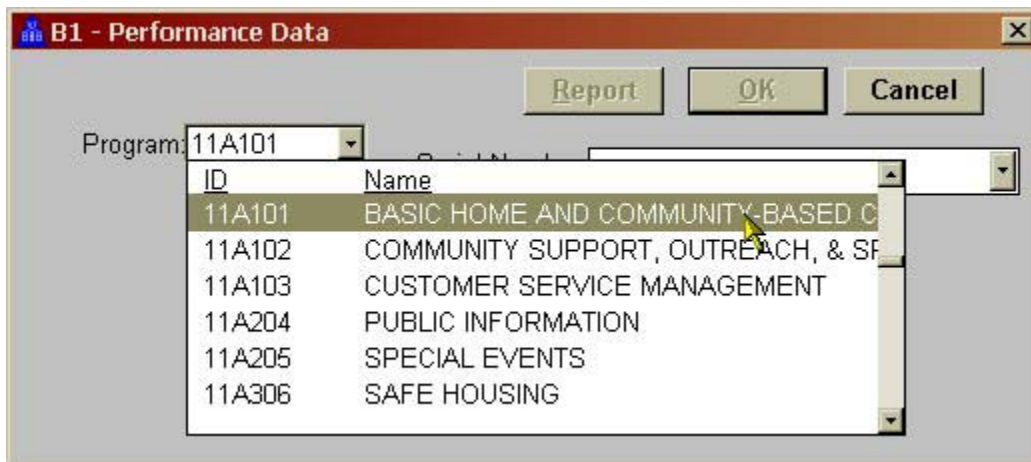 B1 - Performance Data
Report OK Cancel
Program: 11A101
ID Name
11A101 BASIC HOME AND COMMUNITY-BASED C
11A102 COMMUNITY SUPPORT, OUTREACH, & SP
11A103 CUSTOMER SERVICE MANAGEMENT
11A204 PUBLIC INFORMATION
11A205 SPECIAL EVENTS
11A306 SAFE HOUSING